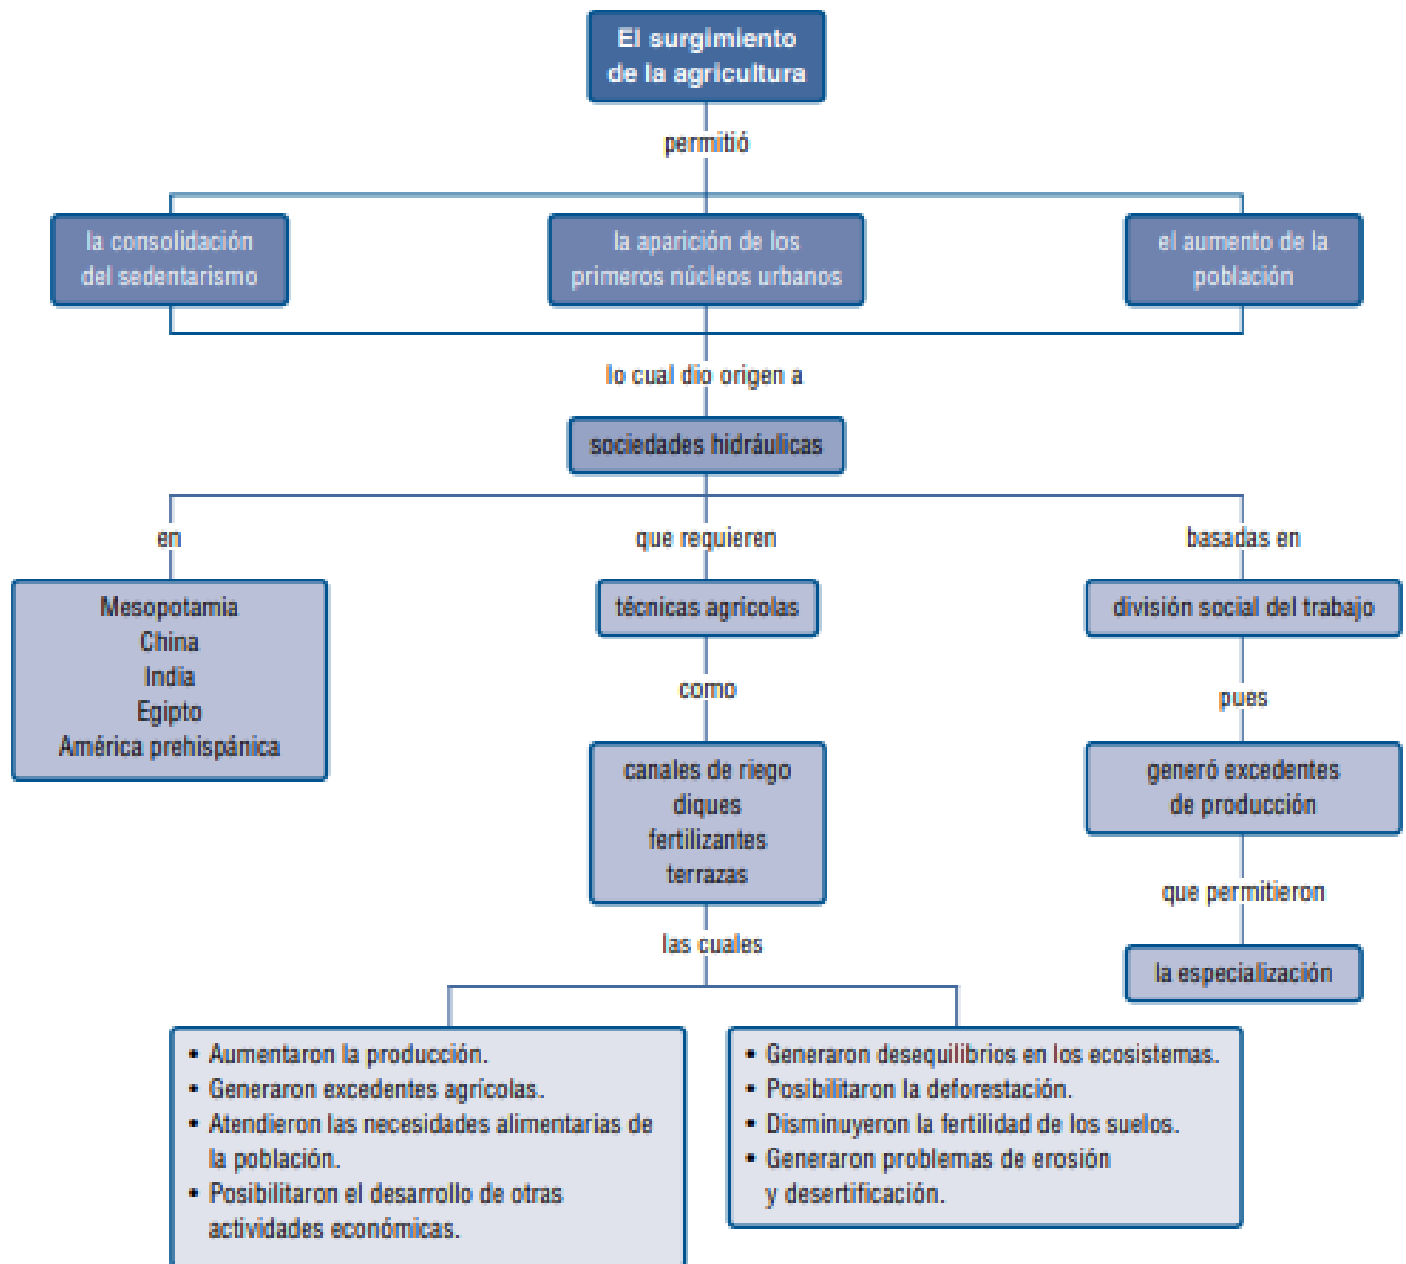 El surgimiento
de la agricultura
permitió
la consolidación
del sedentarismo
la aparición de los
primeros núcleos urbanos
el aumento de la
población
lo cual dio origen a
sociedades hidráulicas
en
que requieren
basadas en
Mesopotamia
China
India
Egipto
América prehispánica
técnicas agrícolas
división social del trabajo
como
pues
canales de riego
diques
fertilizantes
terrazas
generó excedentes
de producción
las cuales
que permitieron
la especialización
• Aumentaron la producción.
• Generaron excedentes agrícolas.
• Atendieron las necesidades alimentarias de
la población.
• Posibilitaron el desarrollo de otras
actividades económicas.
• Generaron desequilibrios en los ecosistemas.
• Posibilitaron la deforestación.
• Disminuyeron la fertilidad de los suelos.
• Generaron problemas de erosión
y desertificación.